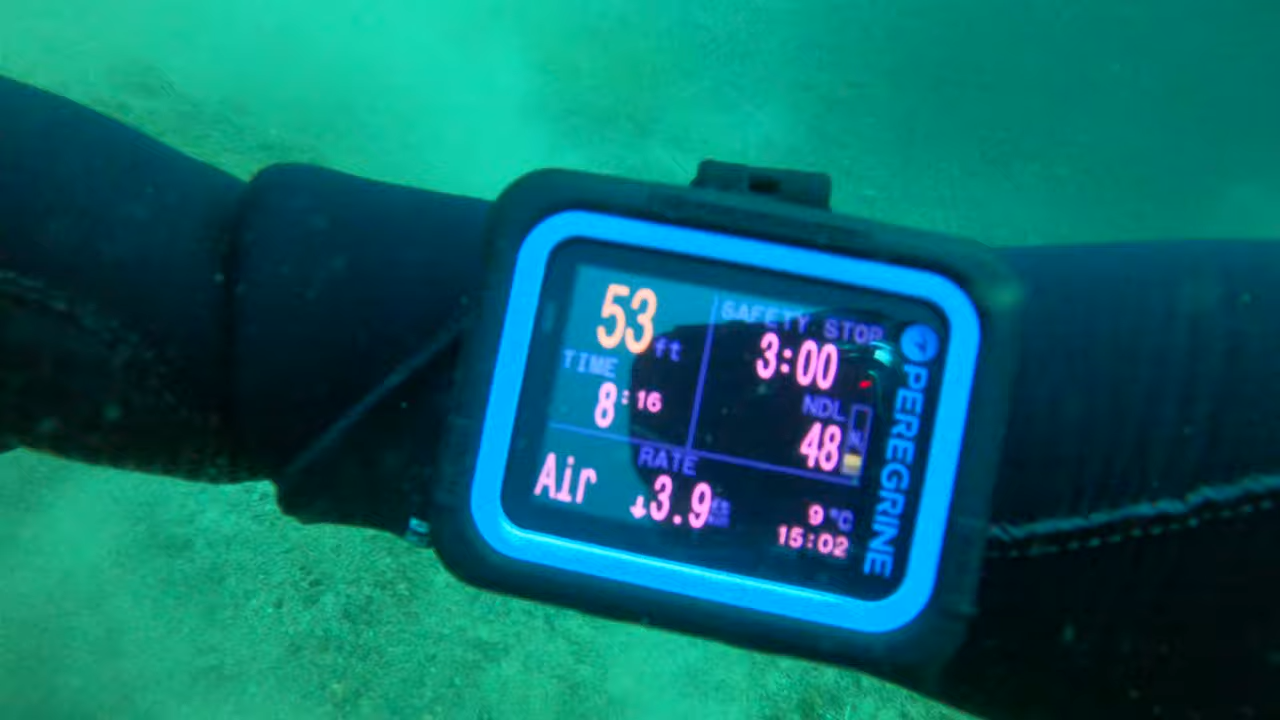 53 ft
TIME
8:16
SAFETY STOP
3:00
NDL
48
N₂
Air
RATE
↓3.9
9 °C
15:02
PEREGRINE